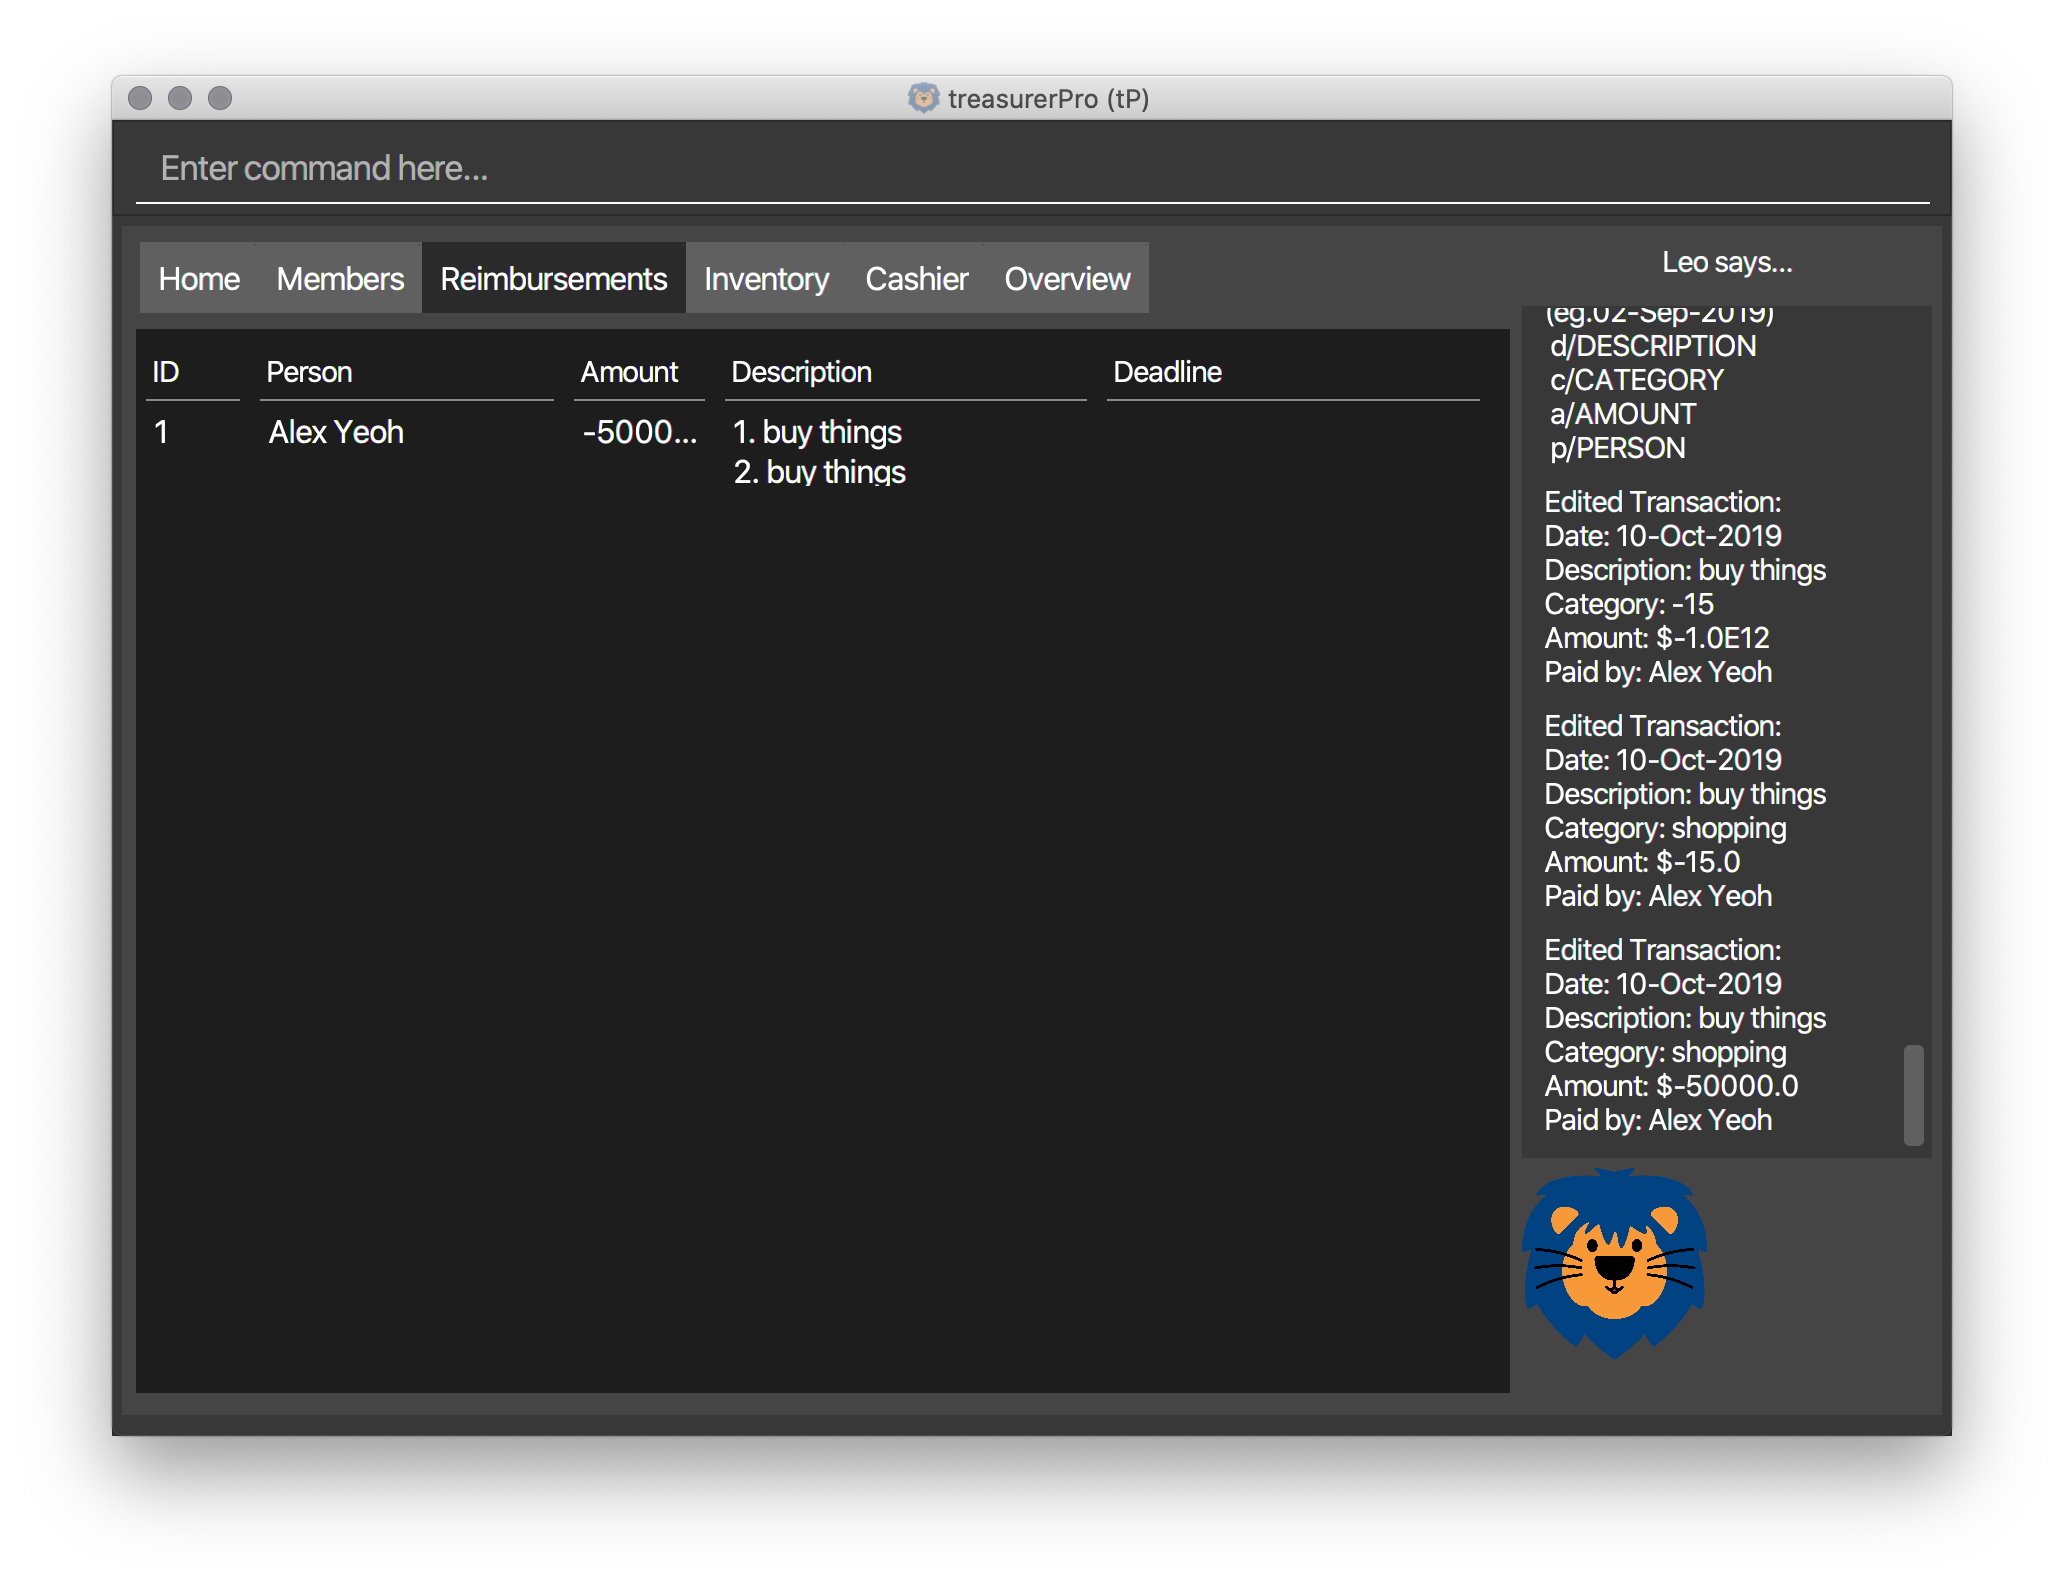 treasurerPro (tP)
Enter command here...
Home Members Reimbursements Inventory Cashier Overview
ID Person Amount Description Deadline
1 Alex Yeoh -5000... 1. buy things
2. buy things
Leo says...
(eg.02-Sep-2019)
d/DESCRIPTION
c/CATEGORY
a/AMOUNT
p/PERSON
Edited Transaction:
Date: 10-Oct-2019
Description: buy things
Category: -15
Amount: $-1.0E12
Paid by: Alex Yeoh
Edited Transaction:
Date: 10-Oct-2019
Description: buy things
Category: shopping
Amount: $-15.0
Paid by: Alex Yeoh
Edited Transaction:
Date: 10-Oct-2019
Description: buy things
Category: shopping
Amount: $-50000.0
Paid by: Alex Yeoh